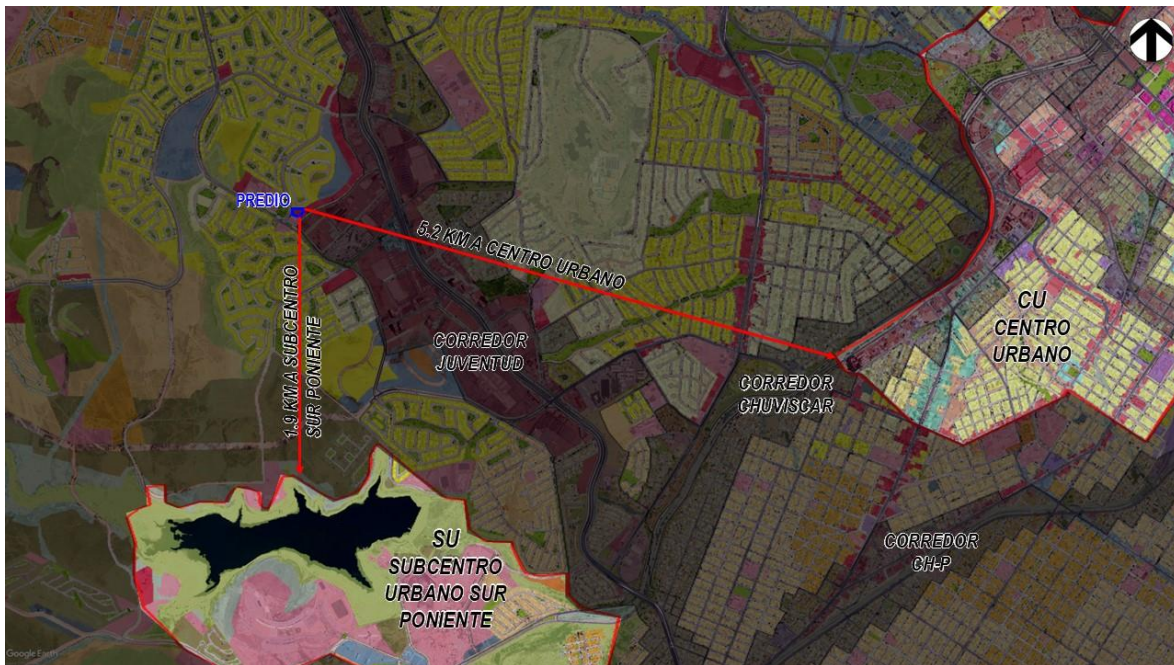 PREDIO
5.2 KM A CENTRO URBANO
1.9 KM A SUBCENTRO
SUR PONIENTE
CORREDOR
JUVENTUD
CU
CENTRO
URBANO
CORREDOR
CHUVISCAR
SU
SUBCENTRO
URBANO SUR
PONIENTE
CORREDOR
CH-P
Google Earth